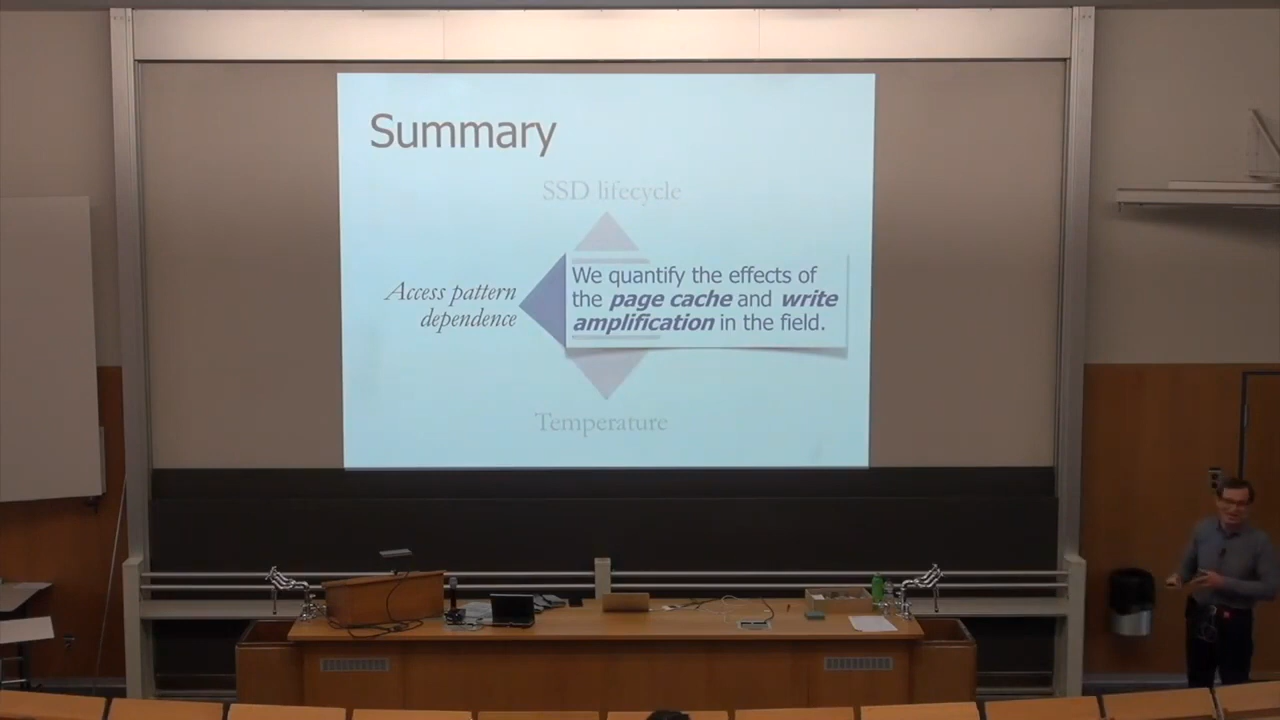 Summary
SSD lifecycle
Access pattern
dependence
We quantify the effects of
the page cache and write
amplification in the field.
Temperature